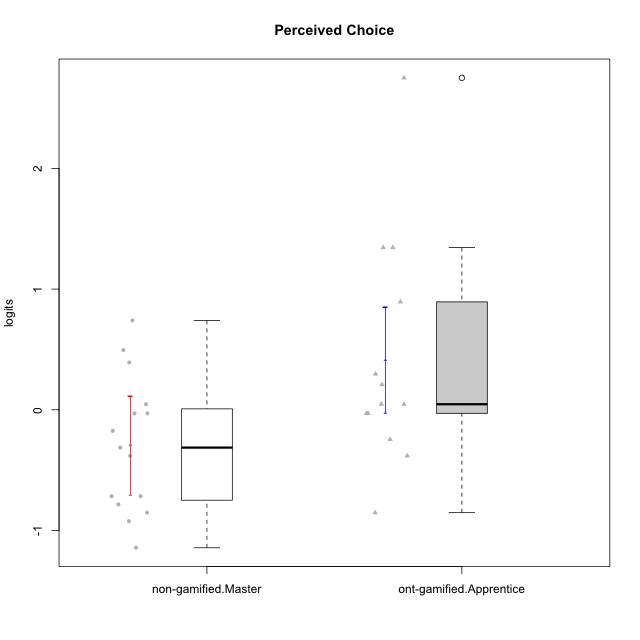 Perceived Choice
logits
2
1
0
-1
non-gamified.Master
ont-gamified.Apprentice